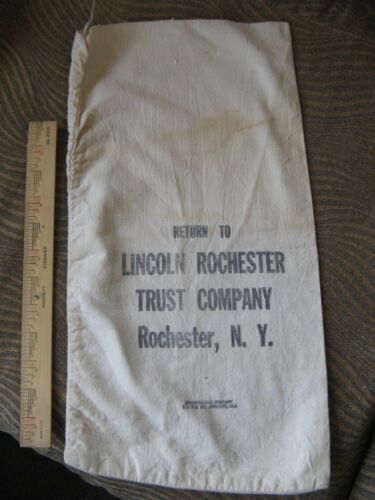 RETURN TO
LINCOLN ROCHESTER
TRUST COMPANY
Rochester, N. Y.